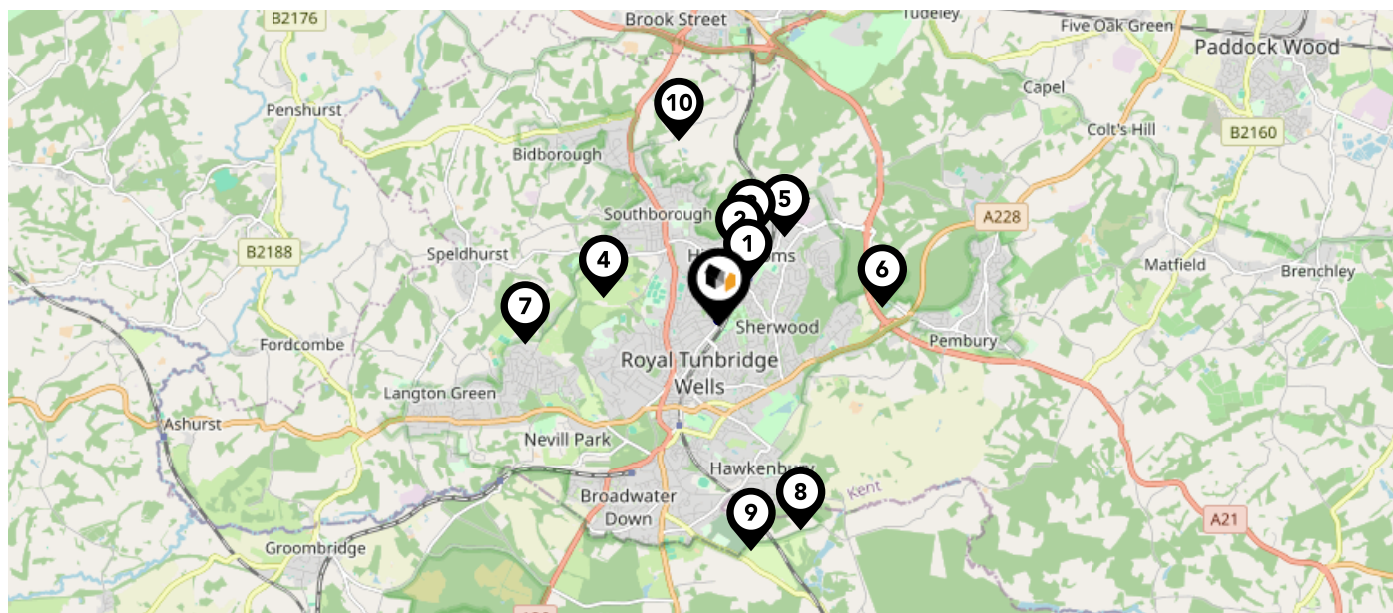 B2176
Brook Street
Tudeley
Five Oak Green
Paddock Wood
Capel
10
Penshurst
Colt's Hill
B2160
Bidborough
5
2
Southborough
A228
1
B2188
Speldhurst
4
6
Matfield
Brenchley
7
Sherwood
Fordcombe
Pembury
Royal Tunbridge
Wells
Langton Green
Ashurst
Nevill Park
Hawkenbury
Kent
8
Broadwater
Down
9
A21
Groombridge